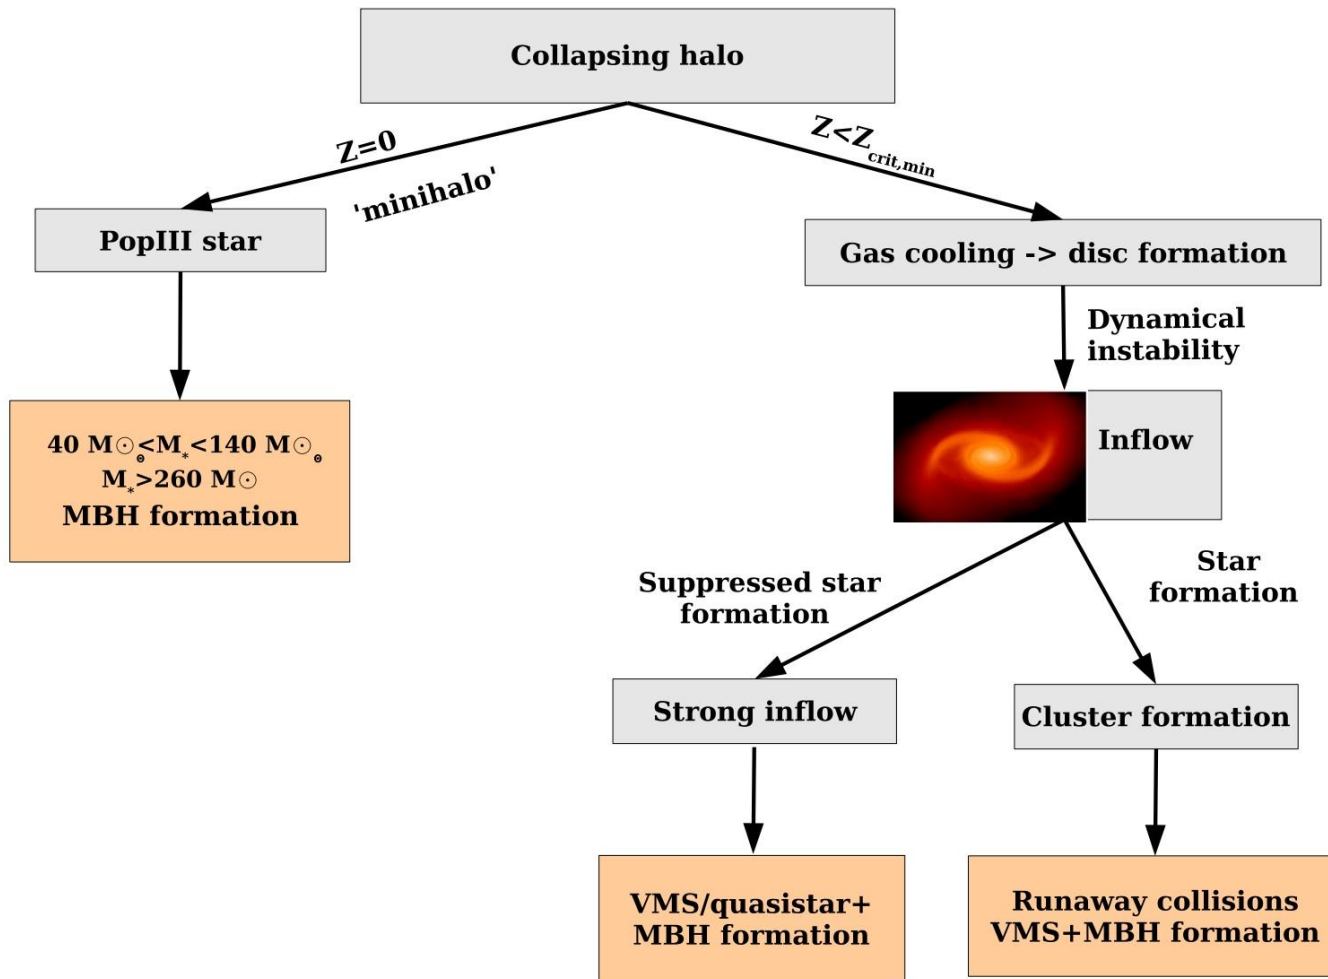 Collapsing halo
Z=0
'minihalo'
Z<Z crit,min
PopIII star
Gas cooling -> disc formation
40 M☉⊙<M*<140 M☉⊙
M*>260 M☉
MBH formation
Dynamical
instability
Inflow
Suppressed star
formation
Star
formation
Strong inflow
Cluster formation
VMS/quasistar+
MBH formation
Runaway collisions
VMS+MBH formation